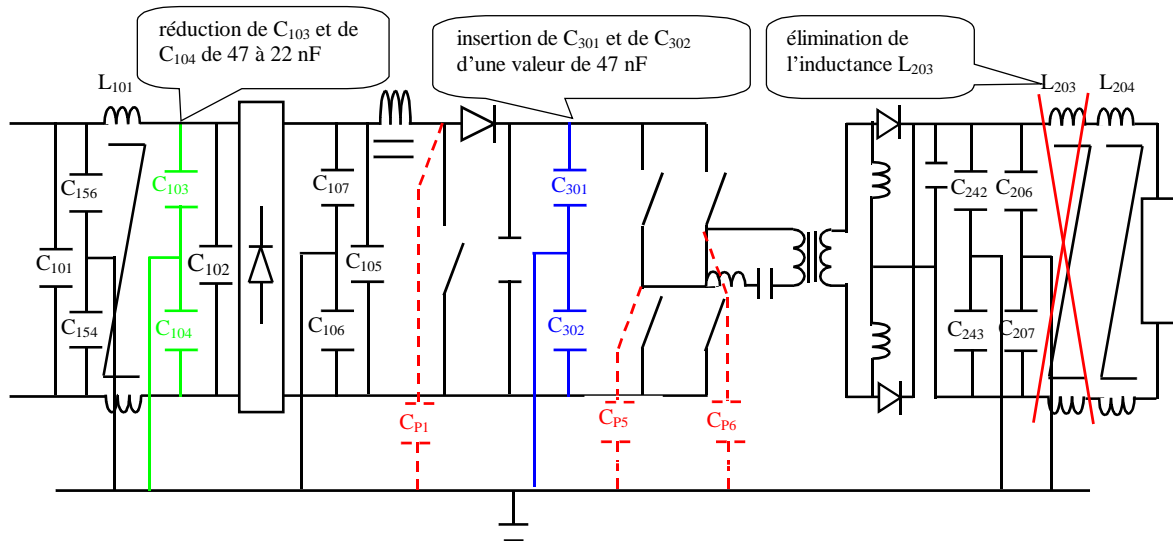 réduction de C103 et de
C104 de 47 à 22 nF
insertion de C301 et de C302
d'une valeur de 47 nF
élimination de
l'inductance L203
L101
L203
L204
C156
C103
C107
C301
C242
C206
C101
C102
C105
C154
C104
C106
C302
C243
C207
CP1
CP5
CP6